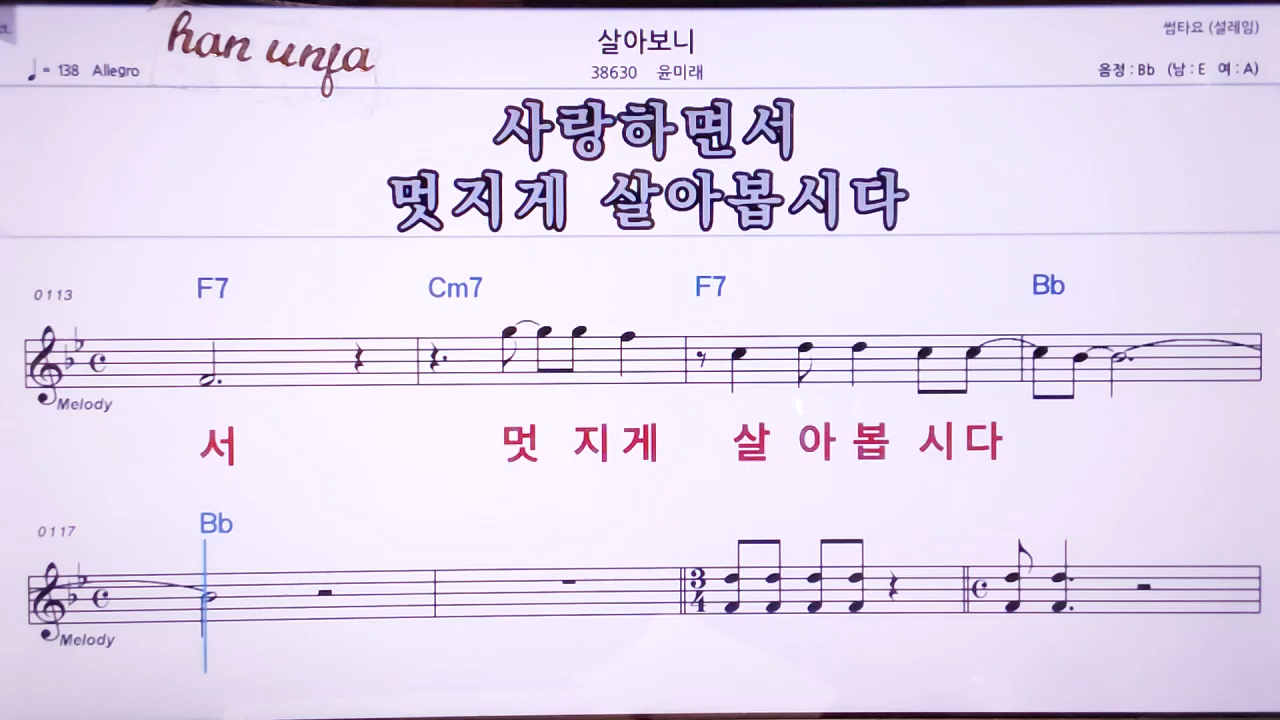 han unja
살아보니
썸타요 (설레임)
♩= 138 Allegro
38630 윤미래
음정 : Bb (남 : E 여 : A)
사랑하면서
멋지게 살아봅시다
0113 F7 Cm7 F7 Bb
Melody
서 멋 지게 살 아 봅 시다
0117 Bb
3
4
Melody